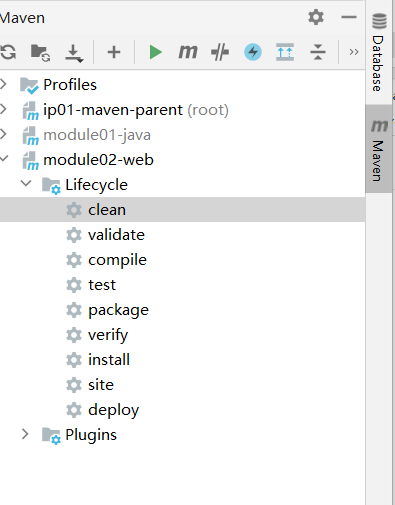 Maven
Profiles
ip01-maven-parent (root)
module01-java
module02-web
Lifecycle
clean
validate
compile
test
package
verify
install
site
deploy
Plugins
Database
Maven